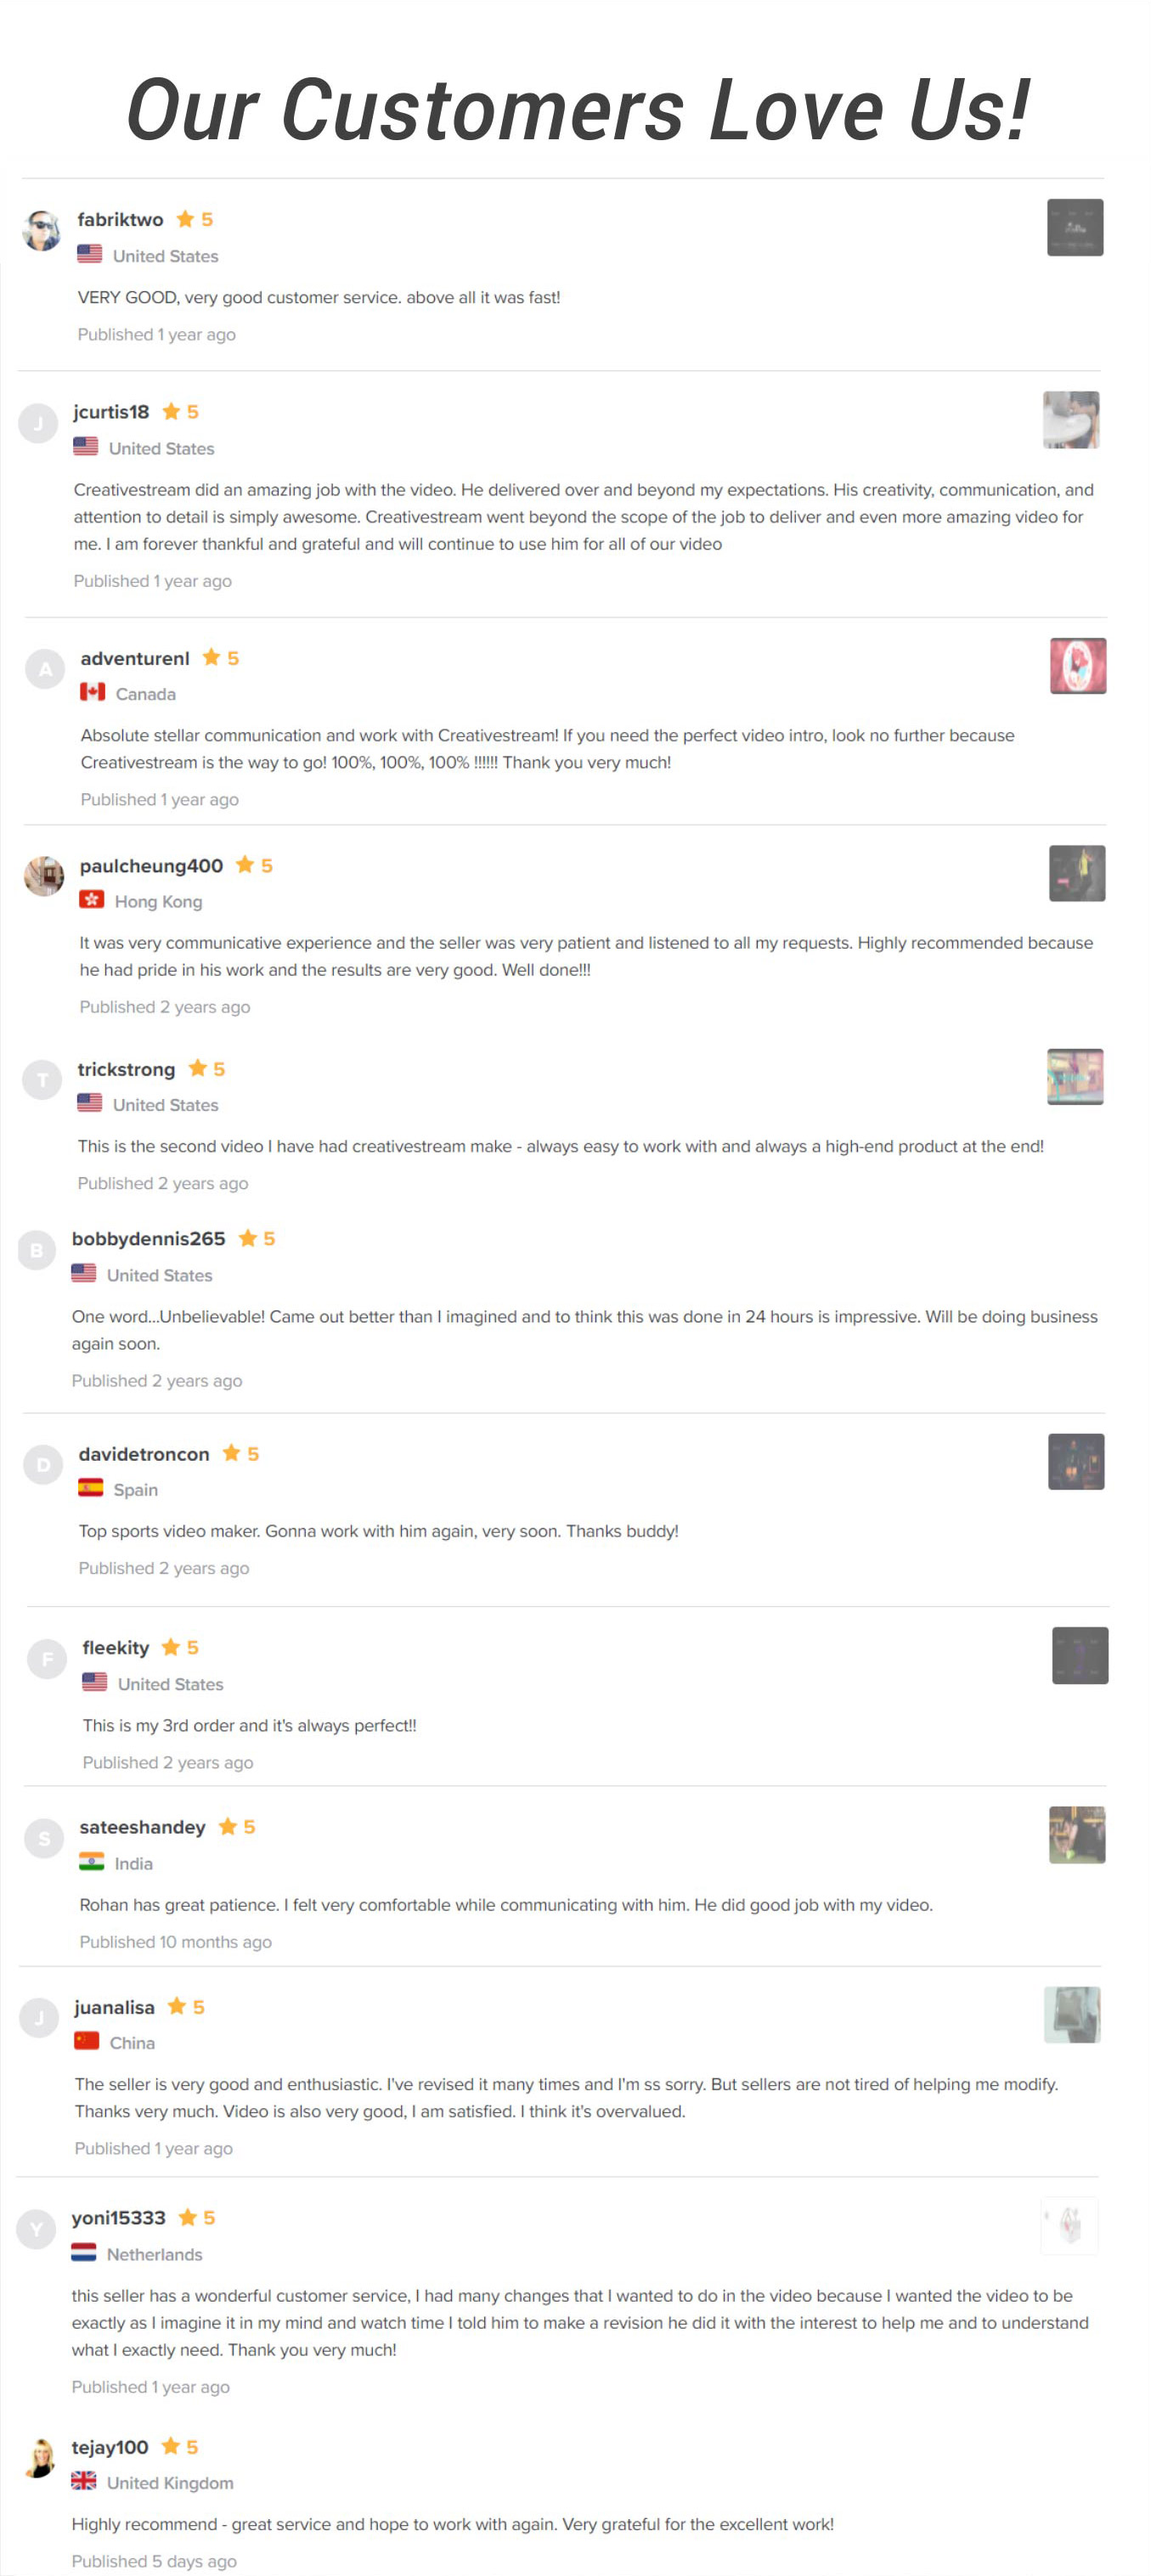 Our Customers Love Us!
fabriktwo 5
United States
VERY GOOD, very good customer service. above all it was fast!
Published 1 year ago
J
jcurtis18 5
United States
Creativestream did an amazing job with the video. He delivered over and beyond my expectations. His creativity, communication, and
attention to detail is simply awesome. Creativestream went beyond the scope of the job to deliver and even more amazing video for
me. I am forever thankful and grateful and will continue to use him for all of our video
Published 1 year ago
A
adventurenl 5
Canada
Absolute stellar communication and work with Creativestream! If you need the perfect video intro, look no further because
Creativestream is the way to go! 100%, 100%, 100% !!!!!! Thank you very much!
Published 1 year ago
paulcheung400 5
Hong Kong
It was very communicative experience and the seller was very patient and listened to all my requests. Highly recommended because
he had pride in his work and the results are very good. Well done!!!
Published 2 years ago
T
trickstrong 5
United States
This is the second video I have had creativestream make - always easy to work with and always a high-end product at the end!
Published 2 years ago
B
bobbydennis265 5
United States
One word...Unbelievable! Came out better than I imagined and to think this was done in 24 hours is impressive. Will be doing business
again soon.
Published 2 years ago
D
davidetroncon 5
Spain
Top sports video maker. Gonna work with him again, very soon. Thanks buddy!
Published 2 years ago
F
fleekity 5
United States
This is my 3rd order and it's always perfect!!
Published 2 years ago
S
sateeshandey 5
India
Rohan has great patience. I felt very comfortable while communicating with him. He did good job with my video.
Published 10 months ago
J
juanalisa 5
China
The seller is very good and enthusiastic. I've revised it many times and I'm ss sorry. But sellers are not tired of helping me modify.
Thanks very much. Video is also very good, I am satisfied. I think it's overvalued.
Published 1 year ago
Y
yoni15333 5
Netherlands
this seller has a wonderful customer service, I had many changes that I wanted to do in the video because I wanted the video to be
exactly as I imagine it in my mind and watch time I told him to make a revision he did it with the interest to help me and to understand
what I exactly need. Thank you very much!
Published 1 year ago
tejay100 5
United Kingdom
Highly recommend - great service and hope to work with again. Very grateful for the excellent work!
Published 5 days ago